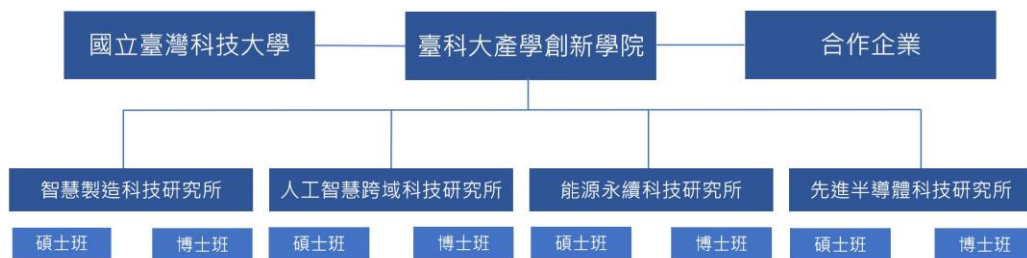 國立臺灣科技大學
臺科大產學創新學院
合作企業
智慧製造科技研究所
人工智慧跨域科技研究所
能源永續科技研究所
先進半導體科技研究所
碩士班
博士班
碩士班
博士班
碩士班
博士班
碩士班
博士班